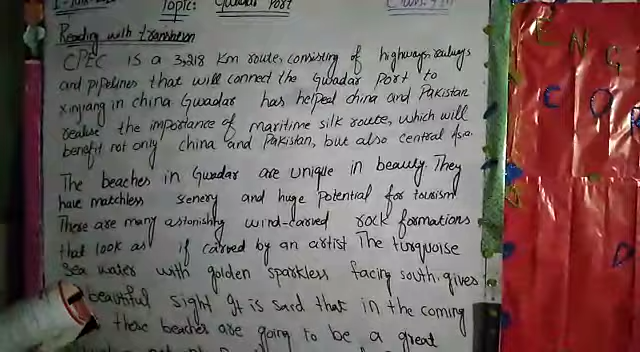 Topic: Gwadar Port
Reading with translation
CPEC is a 3,218 km route, consisting of highways, railways
and pipelines that will connect the Gwadar Port to
xinjiang in china Gwadar has helped china and Pakistan
realise the importance of maritime silk route, which will
benefit not only china and Pakistan, but also central Asia.
The beaches in Gwadar are unique in beauty. They
have matchless scenery and huge Potential for tourism
There are many astonishing wind-carved rock formations
that look as if carved by an artist The turquoise
Sea water with golden sparkless facing south, gives
beautiful sight It is said that in the coming
these beaches are going to be a great
E N G
C O R
D